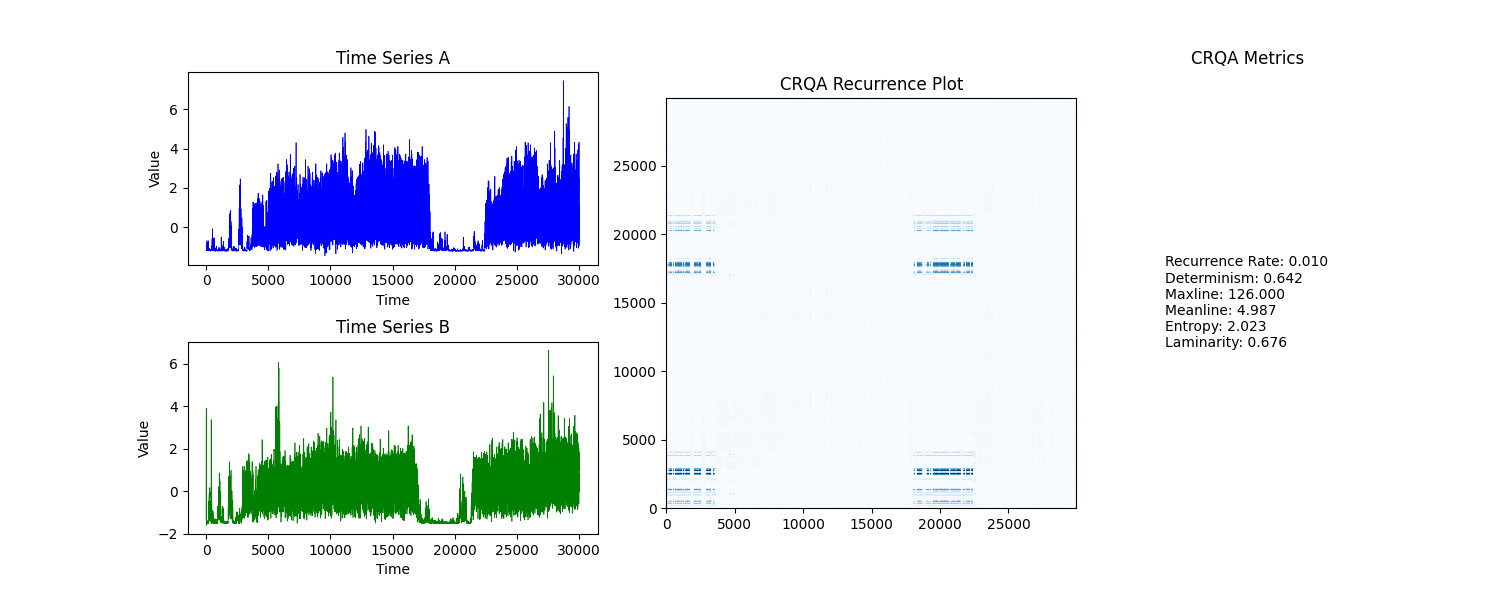 Time Series A
Value
6
4
2
0
0 5000 10000 15000 20000 25000 30000
Time
Time Series B
Value
6
4
2
0
−2
0 5000 10000 15000 20000 25000 30000
Time
CRQA Recurrence Plot
25000
20000
15000
10000
5000
0
0 5000 10000 15000 20000 25000
CRQA Metrics
Recurrence Rate: 0.010
Determinism: 0.642
Maxline: 126.000
Meanline: 4.987
Entropy: 2.023
Laminarity: 0.676